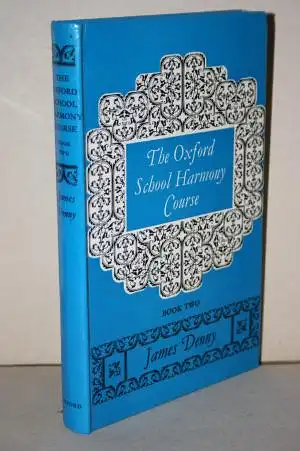 THE
OXFORD
SCHOOL
HARMONY
COURSE
BOOK
TWO
James
Denny
OXFORD
The Oxford
School Harmony
Course
BOOK TWO
James Denny